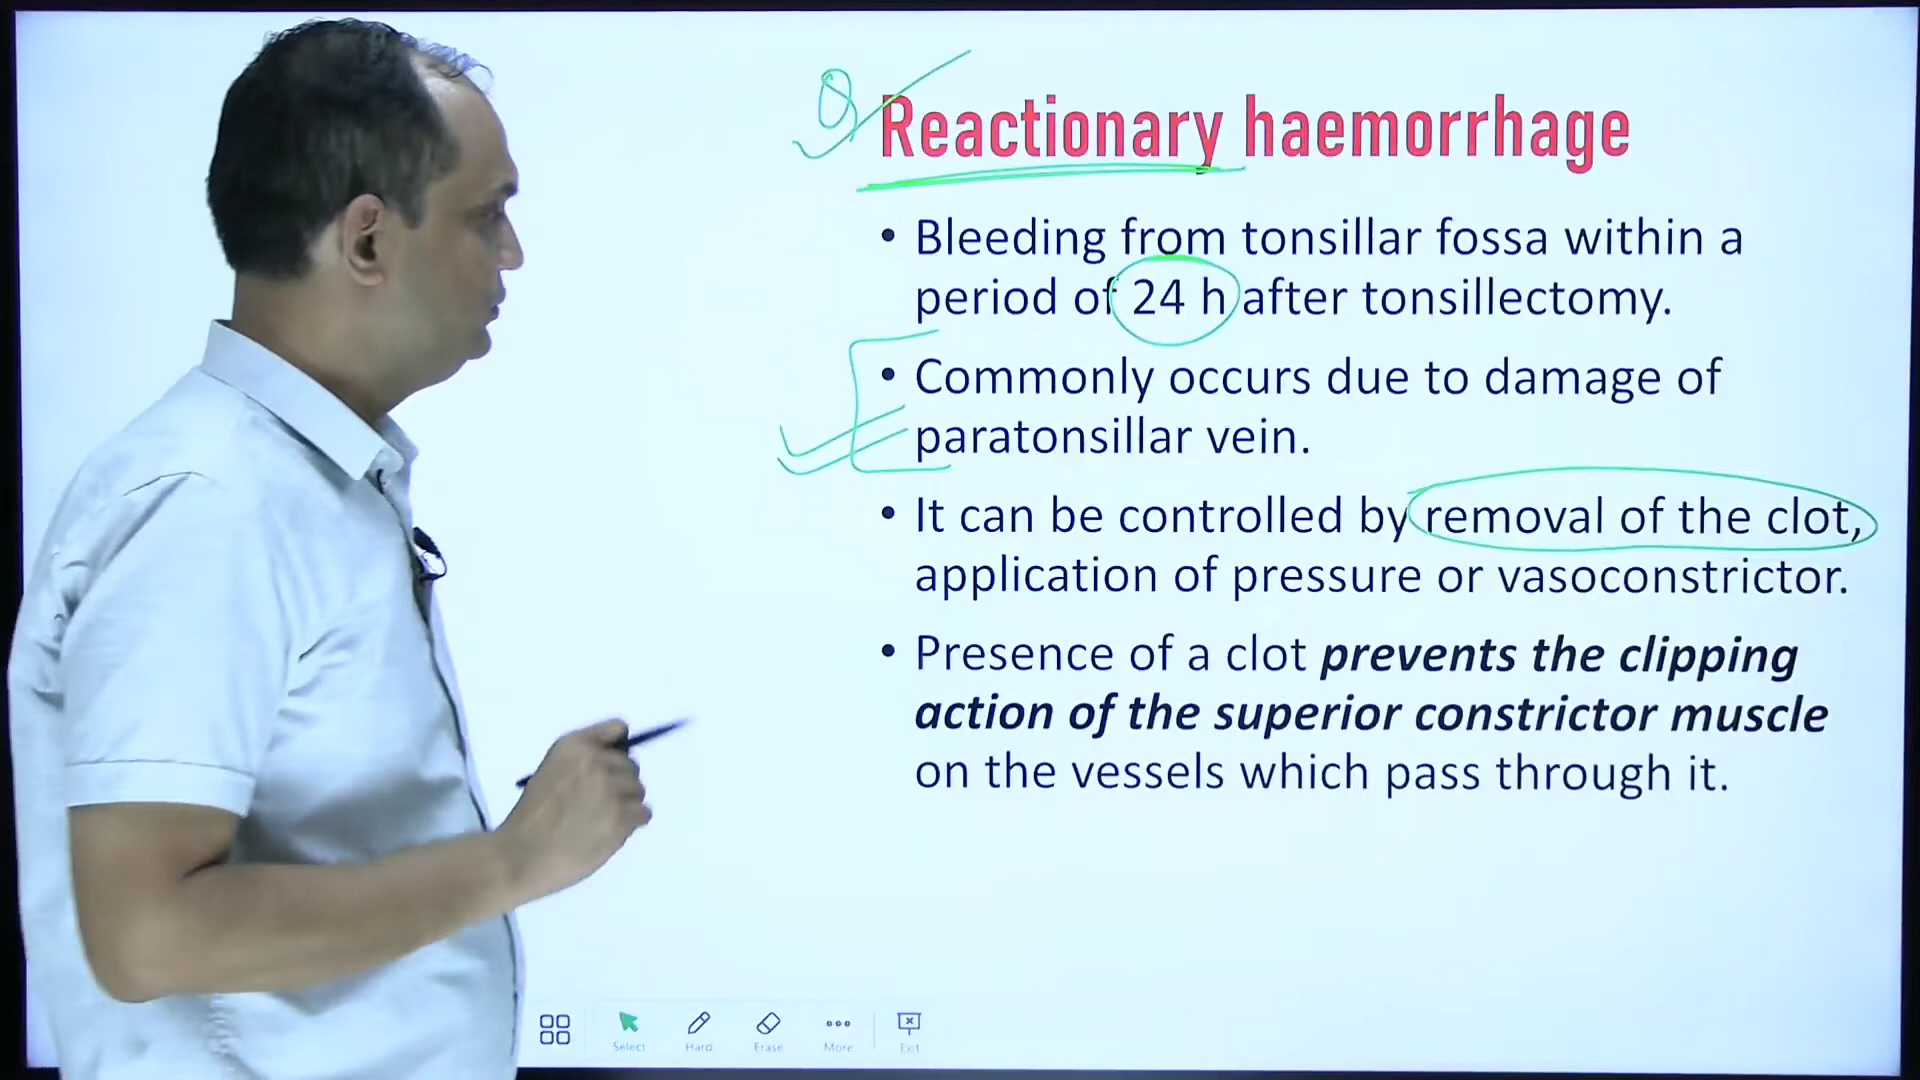 Reactionary haemorrhage
• Bleeding from tonsillar fossa within a
period of 24 h after tonsillectomy.
• Commonly occurs due to damage of
paratonsillar vein.
• It can be controlled by removal of the clot,
application of pressure or vasoconstrictor.
• Presence of a clot prevents the clipping
action of the superior constrictor muscle
on the vessels which pass through it.
Select Hard Erase More Exit